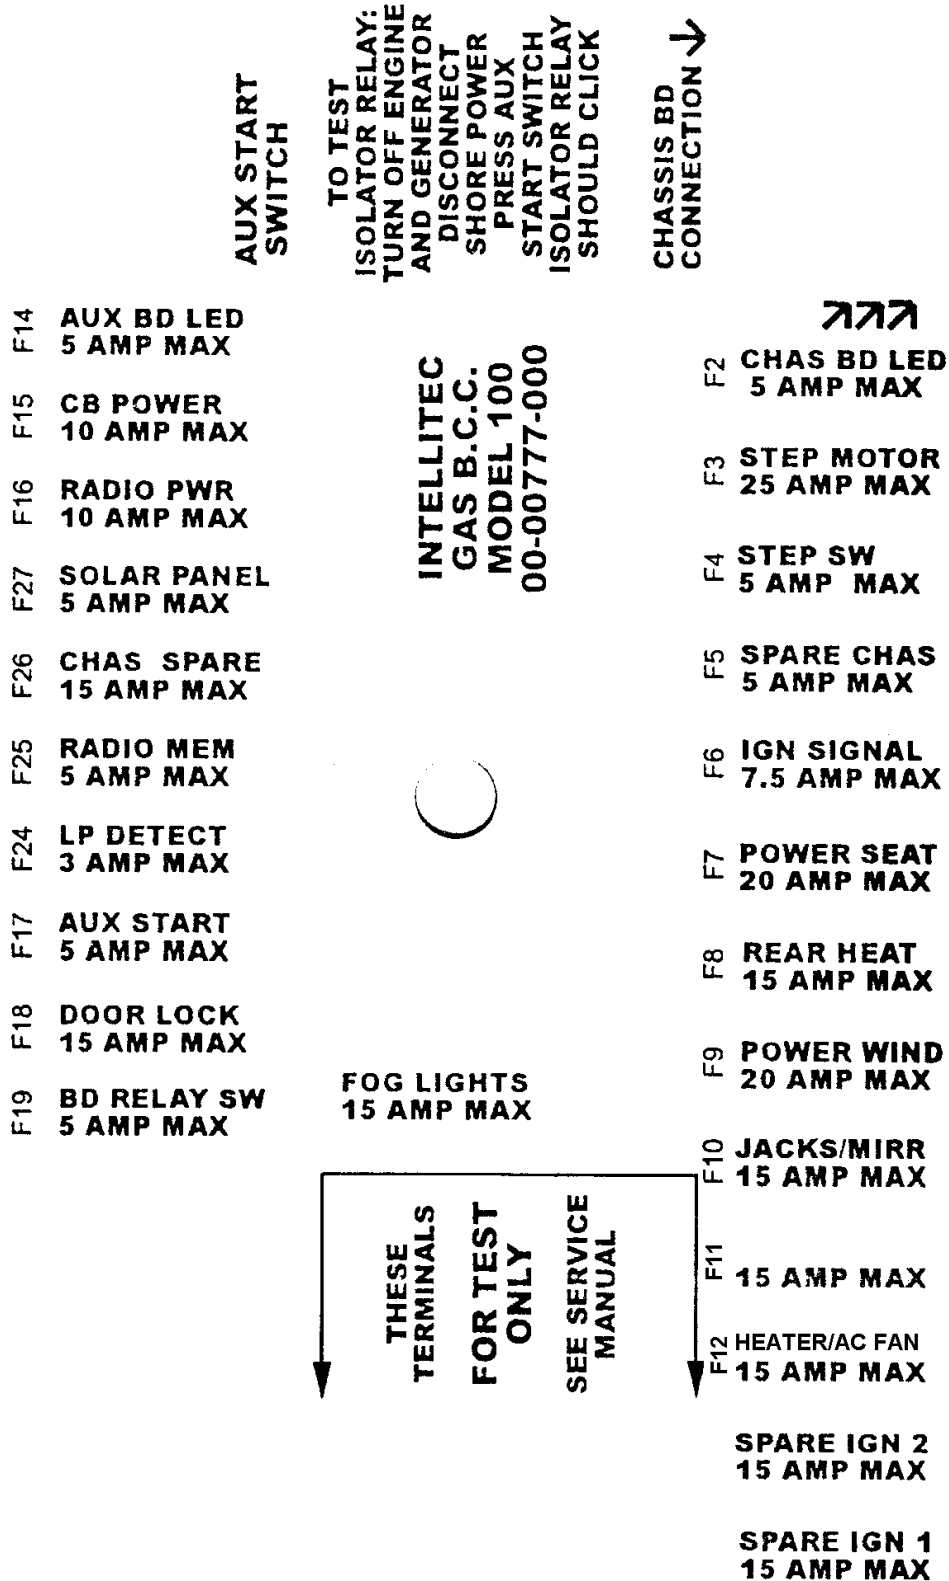 AUX START
SWITCH
TO TEST
ISOLATOR RELAY:
TURN OFF ENGINE
AND GENERATOR
DISCONNECT
SHORE POWER
PRESS AUX
START SWITCH
ISOLATOR RELAY
SHOULD CLICK
CHASSIS BD
CONNECTION
F14
AUX BD LED
5 AMP MAX
F15
CB POWER
10 AMP MAX
F16
RADIO PWR
10 AMP MAX
F27
SOLAR PANEL
5 AMP MAX
F26
CHAS SPARE
15 AMP MAX
F25
RADIO MEM
5 AMP MAX
F24
LP DETECT
3 AMP MAX
F17
AUX START
5 AMP MAX
F18
DOOR LOCK
15 AMP MAX
F19
BD RELAY SW
5 AMP MAX
INTELLITEC
GAS B.C.C.
MODEL 100
00-00777-000
FOG LIGHTS
15 AMP MAX
THESE
TERMINALS
FOR TEST
ONLY
SEE SERVICE
MANUAL
F2
CHAS BD LED
5 AMP MAX
F3
STEP MOTOR
25 AMP MAX
F4
STEP SW
5 AMP MAX
F5
SPARE CHAS
5 AMP MAX
F6
IGN SIGNAL
7.5 AMP MAX
F7
POWER SEAT
20 AMP MAX
F8
REAR HEAT
15 AMP MAX
F9
POWER WIND
20 AMP MAX
F10
JACKS/MIRR
15 AMP MAX
F11
15 AMP MAX
F12
HEATER/AC FAN
15 AMP MAX
SPARE IGN 2
15 AMP MAX
SPARE IGN 1
15 AMP MAX